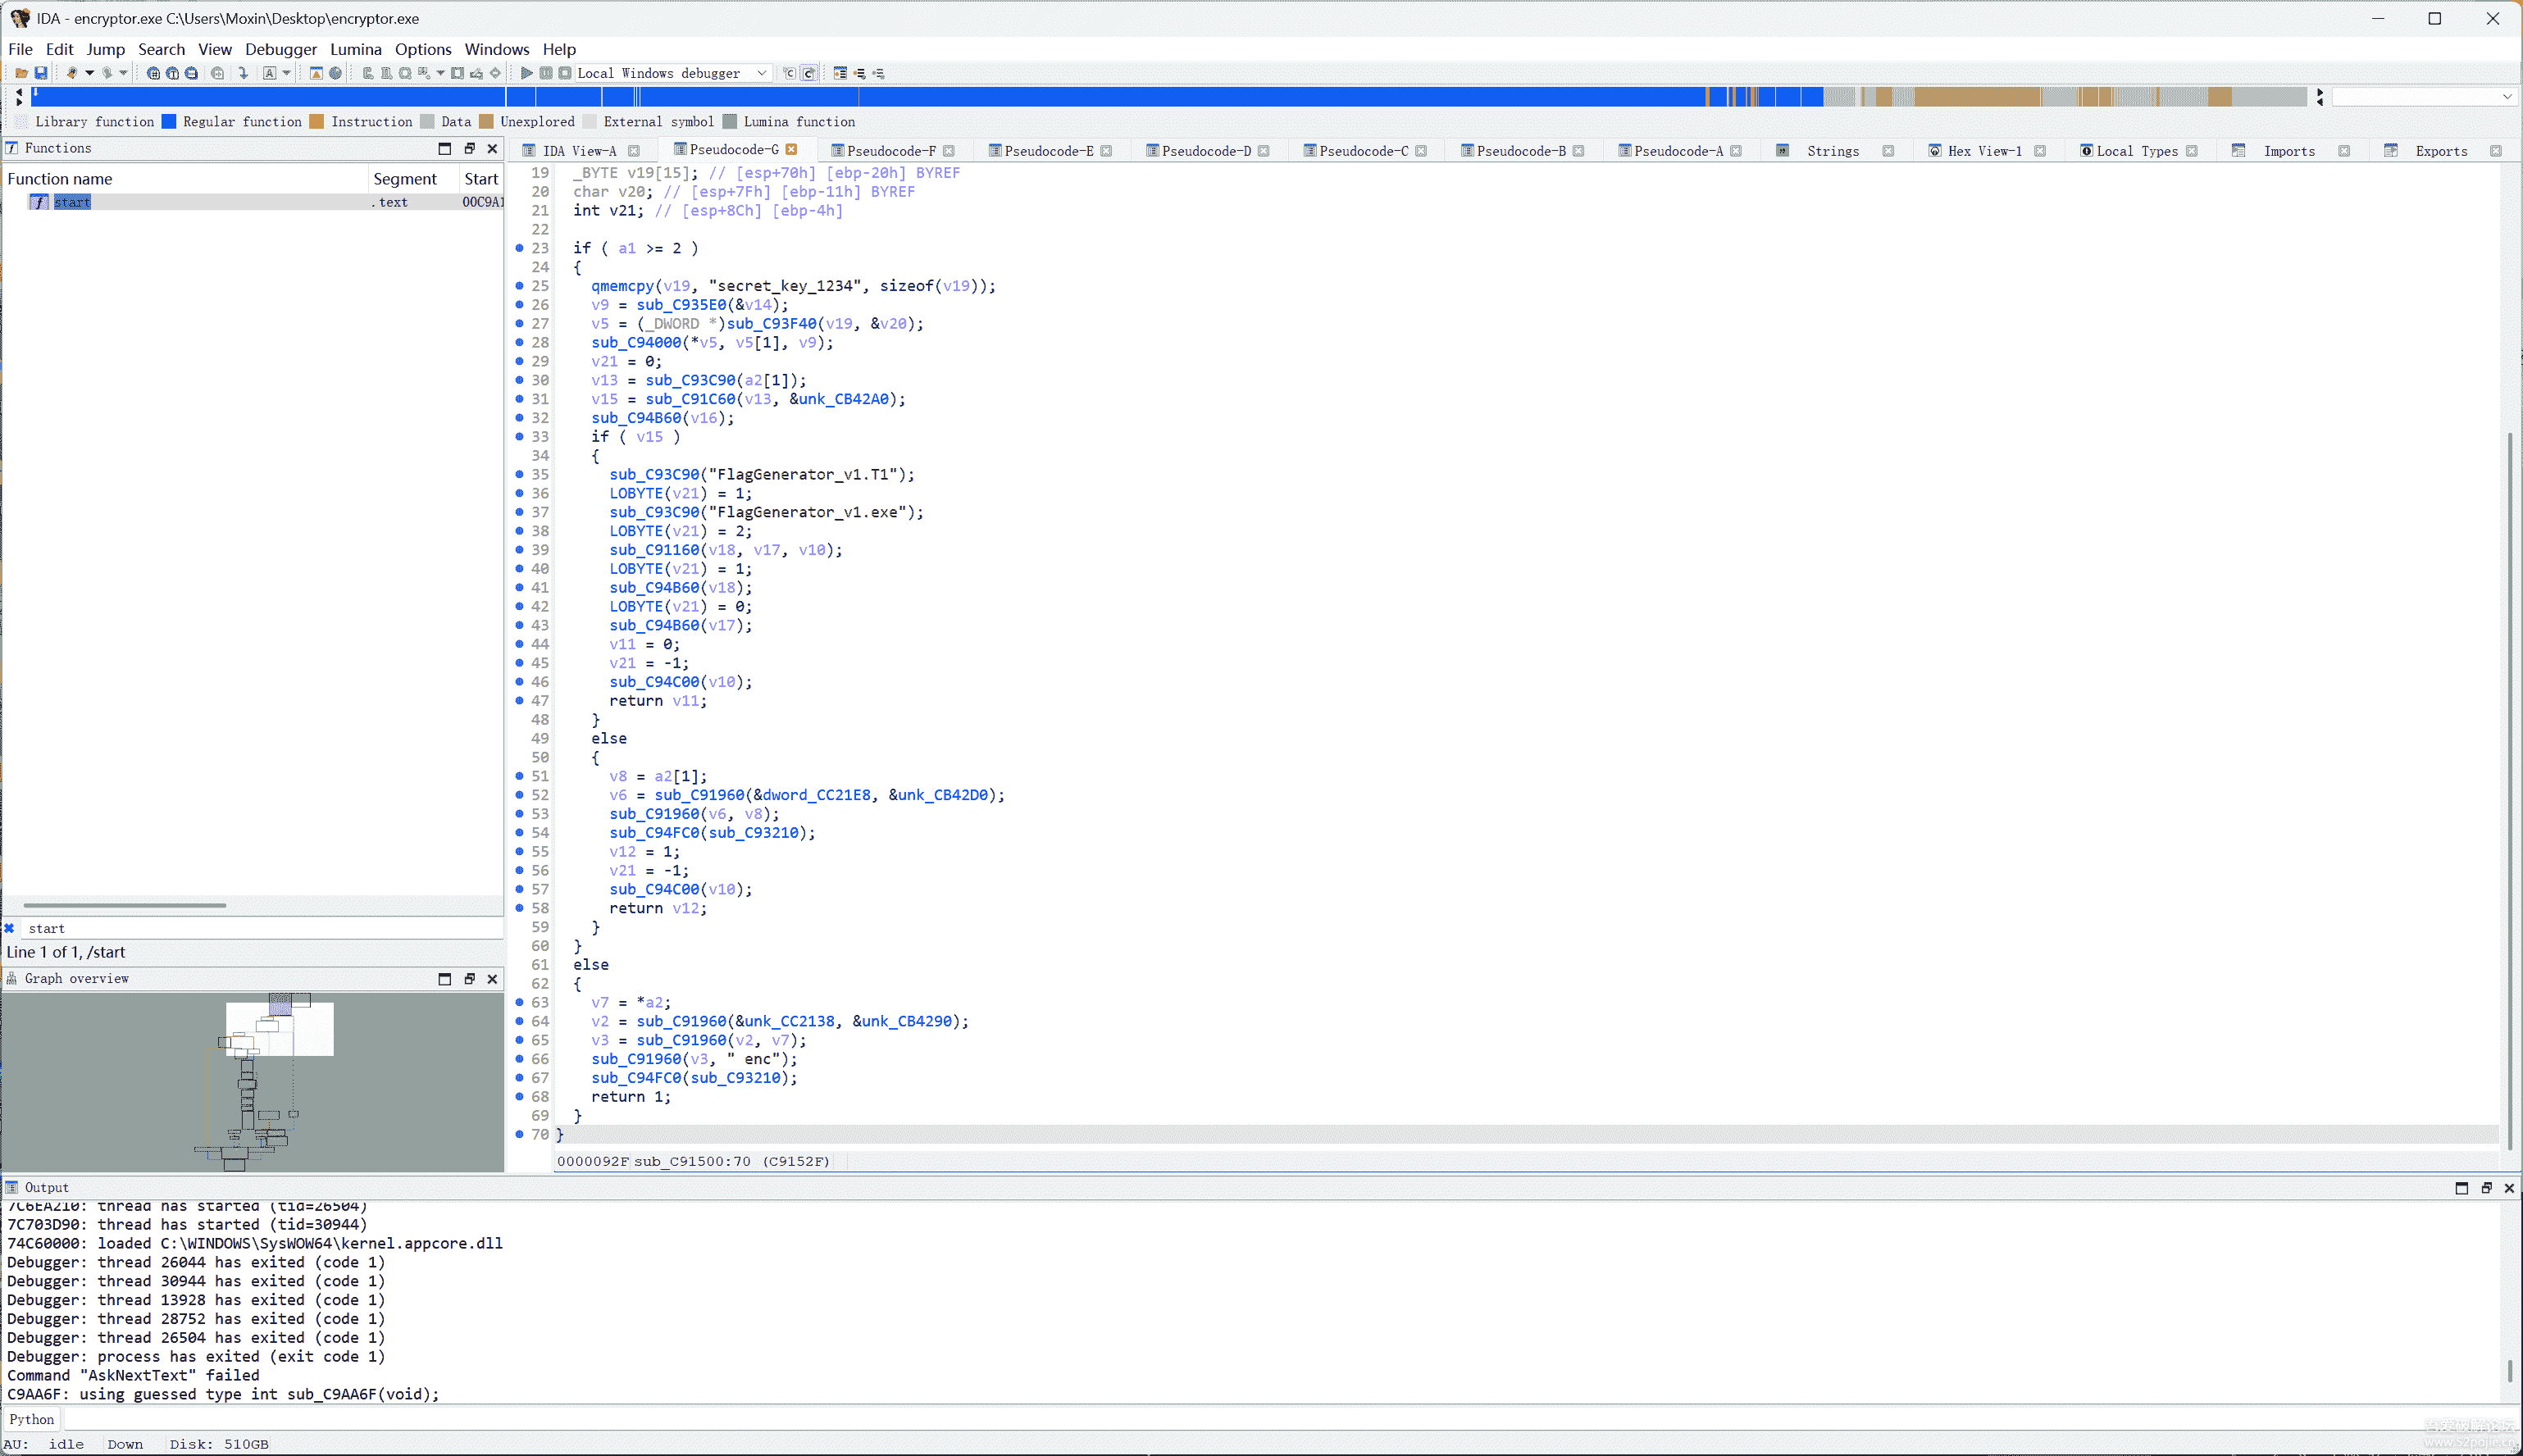 IDA - encryptor.exe C:\Users\Moxin\Desktop\encryptor.exe
File Edit Jump Search View Debugger Lumina Options Windows Help
Local Windows debugger
Library function Regular function Instruction Data Unexplored External symbol Lumina function
Functions
Function name Segment Start
start .text 00C9A1
start
Line 1 of 1, /start
Graph overview
IDA View-A Pseudocode-G Pseudocode-F Pseudocode-E Pseudocode-D Pseudocode-C Pseudocode-B Pseudocode-A Strings Hex View-1 Local Types Imports Exports
19 _BYTE v19[15]; // [esp+70h] [ebp-20h] BYREF
20 char v20; // [esp+7Fh] [ebp-11h] BYREF
21 int v21; // [esp+8Ch] [ebp-4h]
22
23 if ( a1 >= 2 )
24 {
25 qmemcpy(v19, "secret_key_1234", sizeof(v19));
26 v9 = sub_C935E0(&v14);
27 v5 = (_DWORD *)sub_C93F40(v19, &v20);
28 sub_C94000(*v5, v5[1], v9);
29 v21 = 0;
30 v13 = sub_C93C90(a2[1]);
31 v15 = sub_C91C60(v13, &unk_CB42A0);
32 sub_C94B60(v16);
33 if ( v15 )
34 {
35 sub_C93C90("FlagGenerator_v1.T1");
36 LOBYTE(v21) = 1;
37 sub_C93C90("FlagGenerator_v1.exe");
38 LOBYTE(v21) = 2;
39 sub_C91160(v18, v17, v10);
40 LOBYTE(v21) = 1;
41 sub_C94B60(v18);
42 LOBYTE(v21) = 0;
43 sub_C94B60(v17);
44 v11 = 0;
45 v21 = -1;
46 sub_C94C00(v10);
47 return v11;
48 }
49 else
50 {
51 v8 = a2[1];
52 v6 = sub_C91960(&dword_CC21E8, &unk_CB42D0);
53 sub_C91960(v6, v8);
54 sub_C94FC0(sub_C93210);
55 v12 = 1;
56 v21 = -1;
57 sub_C94C00(v10);
58 return v12;
59 }
60 }
61 else
62 {
63 v7 = *a2;
64 v2 = sub_C91960(&unk_CC2138, &unk_CB4290);
65 v3 = sub_C91960(v2, v7);
66 sub_C91960(v3, " enc");
67 sub_C94FC0(sub_C93210);
68 return 1;
69 }
70 }
0000092F sub_C91500:70 (C9152F)
Output
7C6EA210: thread has started (tid=26504)
7C703D90: thread has started (tid=30944)
74C60000: loaded C:\WINDOWS\SysWOW64\kernel.appcore.dll
Debugger: thread 26044 has exited (code 1)
Debugger: thread 30944 has exited (code 1)
Debugger: thread 13928 has exited (code 1)
Debugger: thread 28752 has exited (code 1)
Debugger: thread 26504 has exited (code 1)
Debugger: process has exited (exit code 1)
Command "AskNextText" failed
C9AA6F: using guessed type int sub_C9AA6F(void);
Python
AU: idle Down Disk: 510GB
吾爱破解论坛
www.52pojie.cn